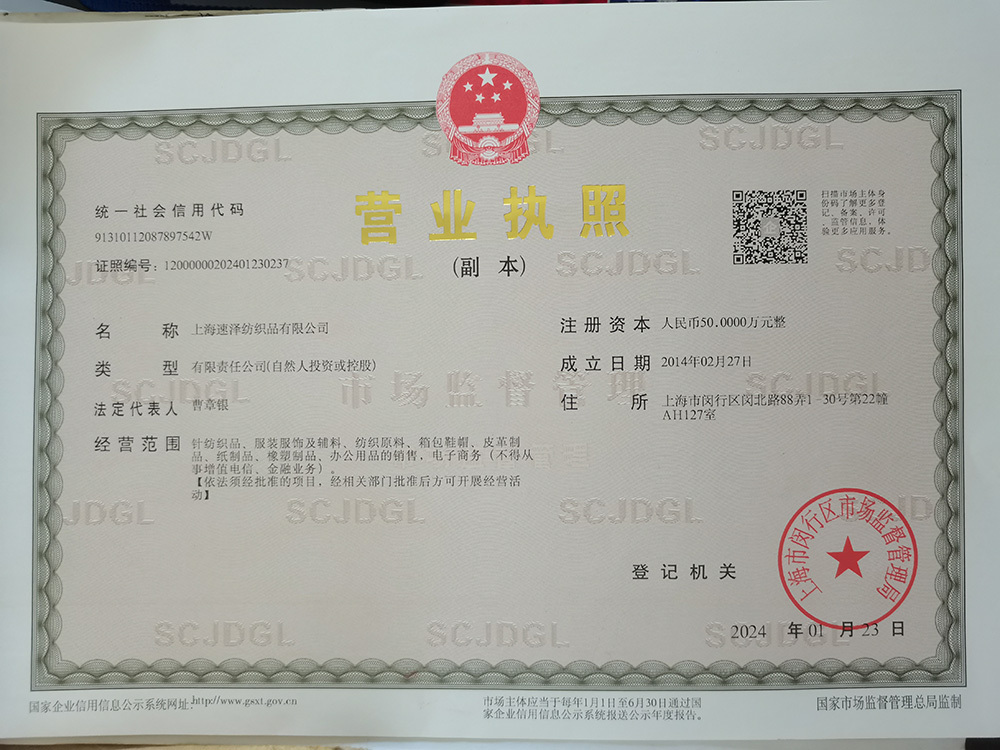 营业执照
(副 本)
统一社会信用代码
91310112087897542W
证照编号：12000000202401230237
扫描市场主体身
份码了解更多登
记、备案、许可
、监管信息，体
验更多应用服务。
名 称 上海速泽纺织品有限公司
类 型 有限责任公司(自然人投资或控股)
法定代表人 曹章银
经营范围 针纺织品、服装服饰及辅料、纺织原料、箱包鞋帽、皮革制
品、纸制品、橡塑制品、办公用品的销售，电子商务（不得从
事增值电信、金融业务）。
【依法须经批准的项目，经相关部门批准后方可开展经营活
动】
注册资本 人民币50.0000万元整
成立日期 2014年02月27日
住 所 上海市闵行区闵北路88弄1-30号第22幢
AH127室
市场监督管理
SCJDGL
登记机关
上海市闵行区市场监督管理局
2024 年 01 月 23 日
国家企业信用信息公示系统网址:http://www.gsxt.gov.cn
市场主体应当于每年1月1日至6月30日通过国
家企业信用信息公示系统报送公示年度报告。
国家市场监督管理总局监制